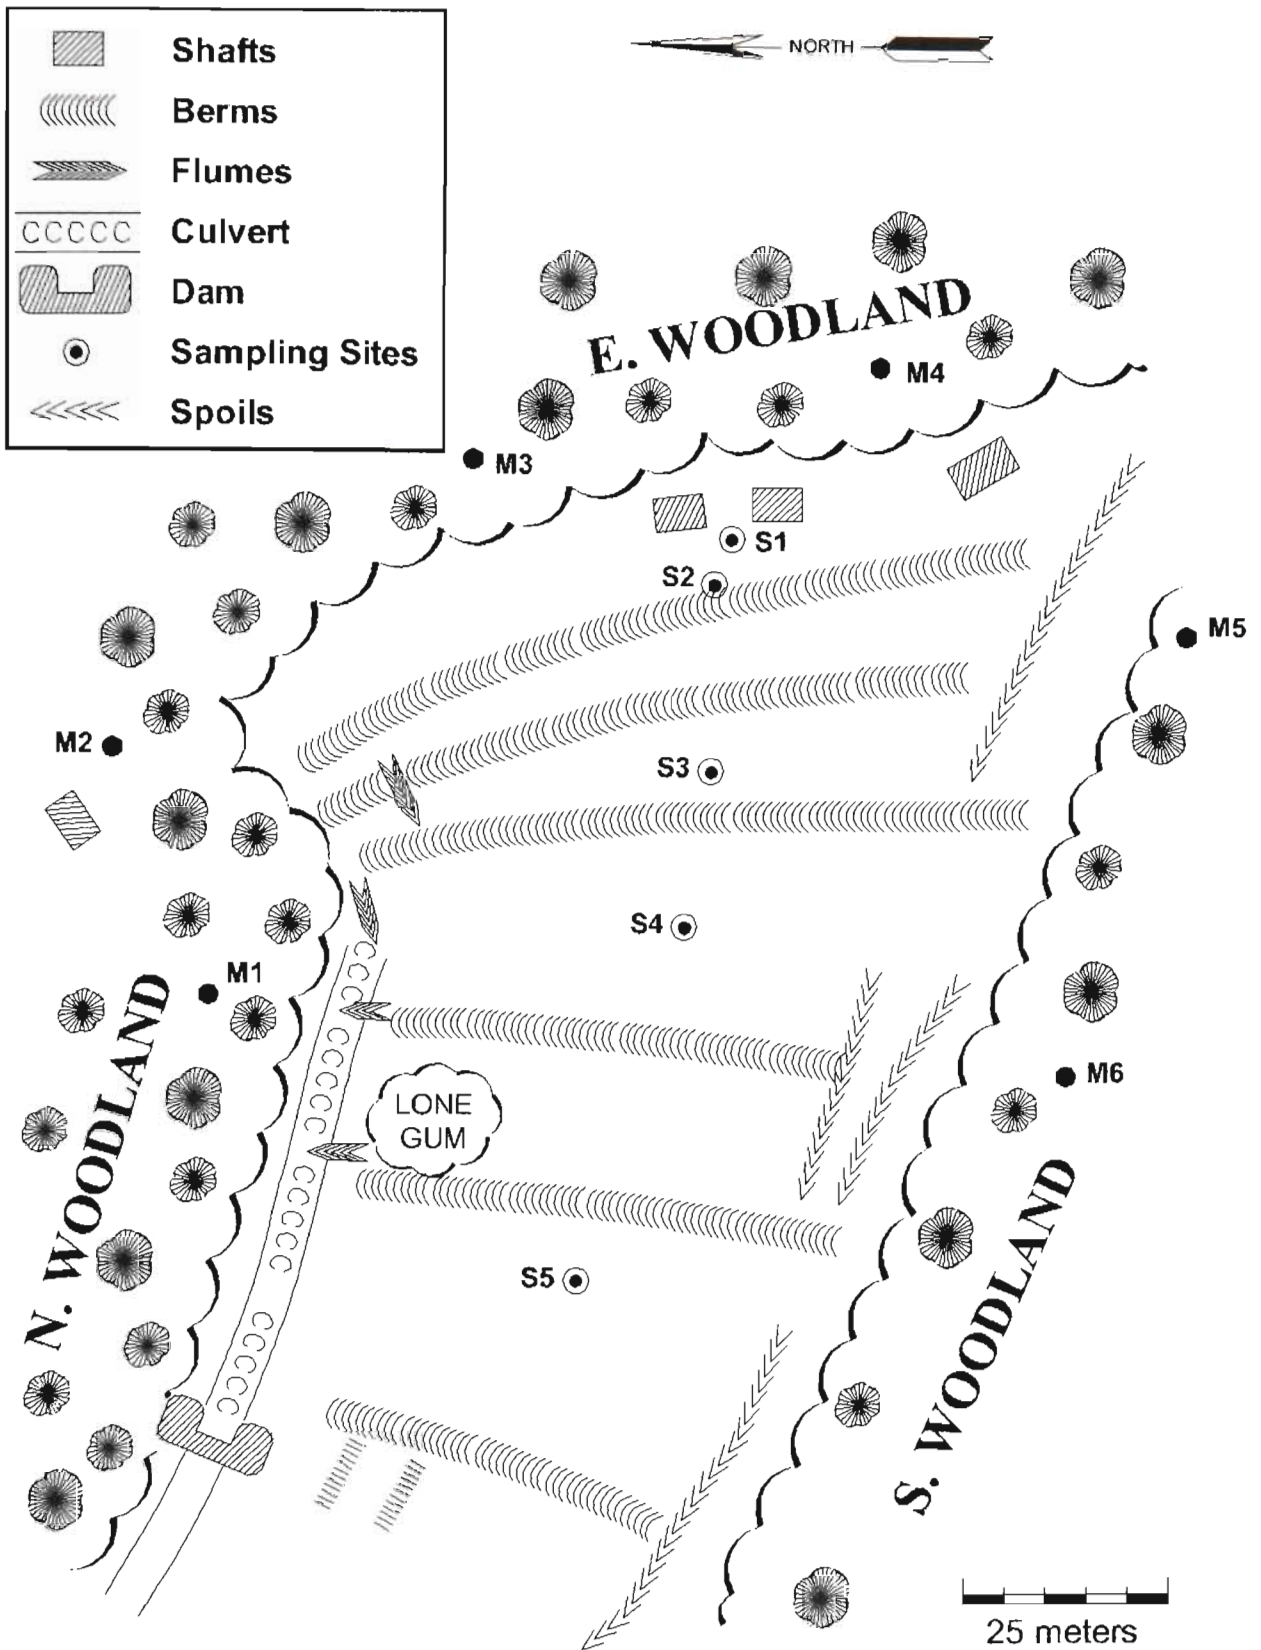 Shafts
Berms
Flumes
Culvert
Dam
Sampling Sites
Spoils
NORTH
E. WOODLAND
M4
M3
S1
S2
M5
M2
S3
S4
M1
M6
LONE
GUM
N. WOODLAND
S5
S. WOODLAND
25 meters